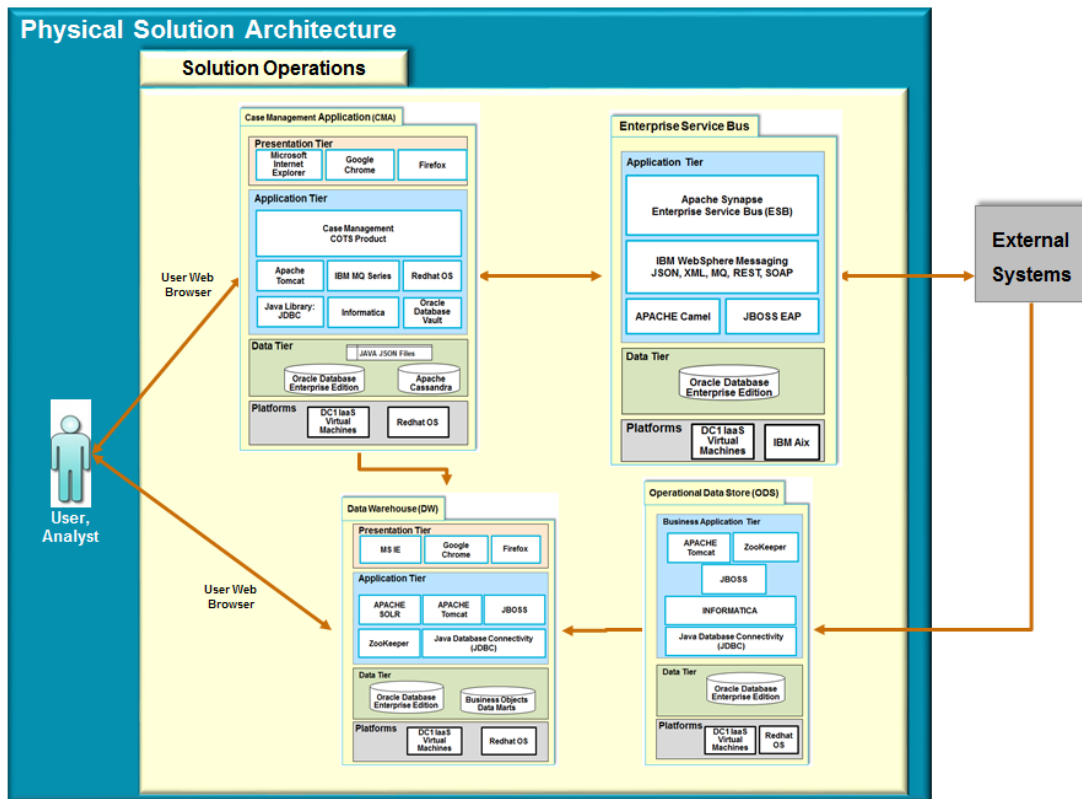 Physical Solution Architecture
Solution Operations
Case Management Application (CMA)
Presentation Tier
Microsoft
Internet
Explorer
Google
Chrome
Firefox
Application Tier
Case Management
COTS Product
Apache
Tomcat
IBM MQ Series
Redhat OS
Java Library:
JDBC
Informatica
Oracle
Database
Vault
Data Tier
JAVA JSON Files
Oracle Database
Enterprise Edition
Apache
Cassandra
Platforms
DC1 IaaS
Virtual
Machines
Redhat OS
Enterprise Service Bus
Application Tier
Apache Synapse
Enterprise Service Bus (ESB)
IBM WebSphere Messaging
JSON, XML, MQ, REST, SOAP
APACHE Camel
JBOSS EAP
Data Tier
Oracle Database
Enterprise Edition
Platforms
DC1 IaaS
Virtual
Machines
IBM Aix
External
Systems
User Web
Browser
User,
Analyst
User Web
Browser
Data Warehouse (DW)
Presentation Tier
MS IE
Google
Chrome
Firefox
Application Tier
APACHE
SOLR
APACHE
Tomcat
JBOSS
ZooKeeper
Java Database Connectivity
(JDBC)
Data Tier
Oracle Database
Enterprise Edition
Business Objects
Data Marts
Platforms
DC1 IaaS
Virtual
Machines
Redhat OS
Operational Data Store (ODS)
Business Application Tier
APACHE
Tomcat
ZooKeeper
JBOSS
INFORMATICA
Java Database Connectivity
(JDBC)
Data Tier
Oracle Database
Enterprise Edition
Platforms
DC1 IaaS
Virtual
Machines
Redhat
OS